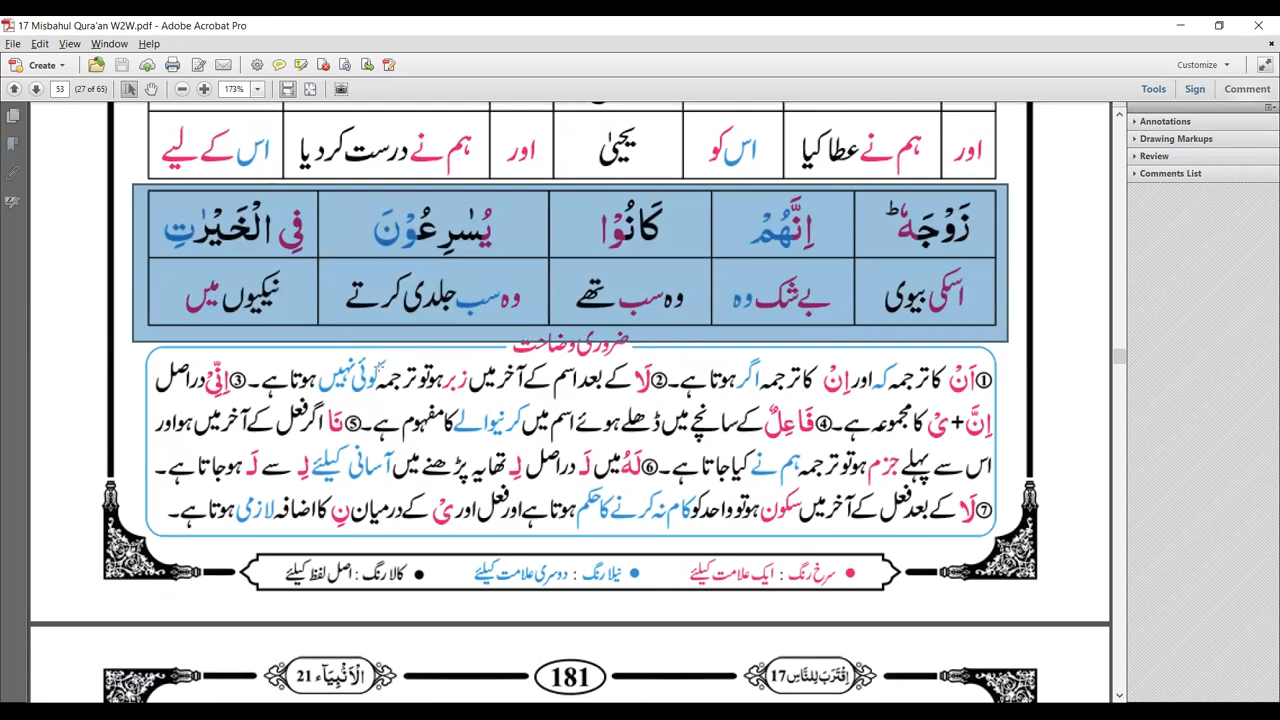 17 Misbahul Qura'an W2W.pdf - Adobe Acrobat Pro
File Edit View Window Help
Create Customize
53 (27 of 65) 173% Tools Sign Comment
Annotations
Drawing Markups
Review
Comments List
اور ہم نے عطا کیا اس کو یحییٰ اور ہم نے درست کر دیا اس کے لیے
زَوْجَهٗ ؕ اِنَّهُمْ كَانُوْا يُسٰرِعُوْنَ فِي الْخَيْرٰتِ
اسکی بیوی بے شک وہ وہ سب تھے وہ سب جلدی کرتے نیکیوں میں
ضروری وضاحت
① اَنْ کا ترجمہ کہ اور اِنْ کا ترجمہ اگر ہوتا ہے۔ ② لَا کے بعد اسم کے آخر میں زبر ہو تو ترجمہ کوئی نہیں ہوتا ہے۔ ③ اِنِّیْ دراصل
اِنَّ + یْ کا مجموعہ ہے۔ ④ فَاعِلٌ کے سانچے میں ڈھلے ہوئے اسم میں کرنیوالے کا مفہوم ہے۔ ⑤ نَا اگر فعل کے آخر میں ہو اور
اس سے پہلے جزم ہو تو ترجمہ ہم نے کیا جاتا ہے۔ ⑥ لَهٗ میں لَـ دراصل لِـ تھا یہ پڑھنے میں آسانی کیلئے لِـ سے لَـ ہو جاتا ہے۔
⑦ لَا کے بعد فعل کے آخر میں سکون ہو تو واحد کو کام نہ کرنے کا حکم ہوتا ہے اور فعل اور یْ کے درمیان نِ کا اضافہ لازمی ہوتا ہے۔
● سرخ رنگ : ایک علامت کیلئے ● نیلا رنگ : دوسری علامت کیلئے ● کالا رنگ : اصل لفظ کیلئے
اِقْتَرَبَ لِلنَّاسِ 17 181 الْاَنْۢبِيَآء 21